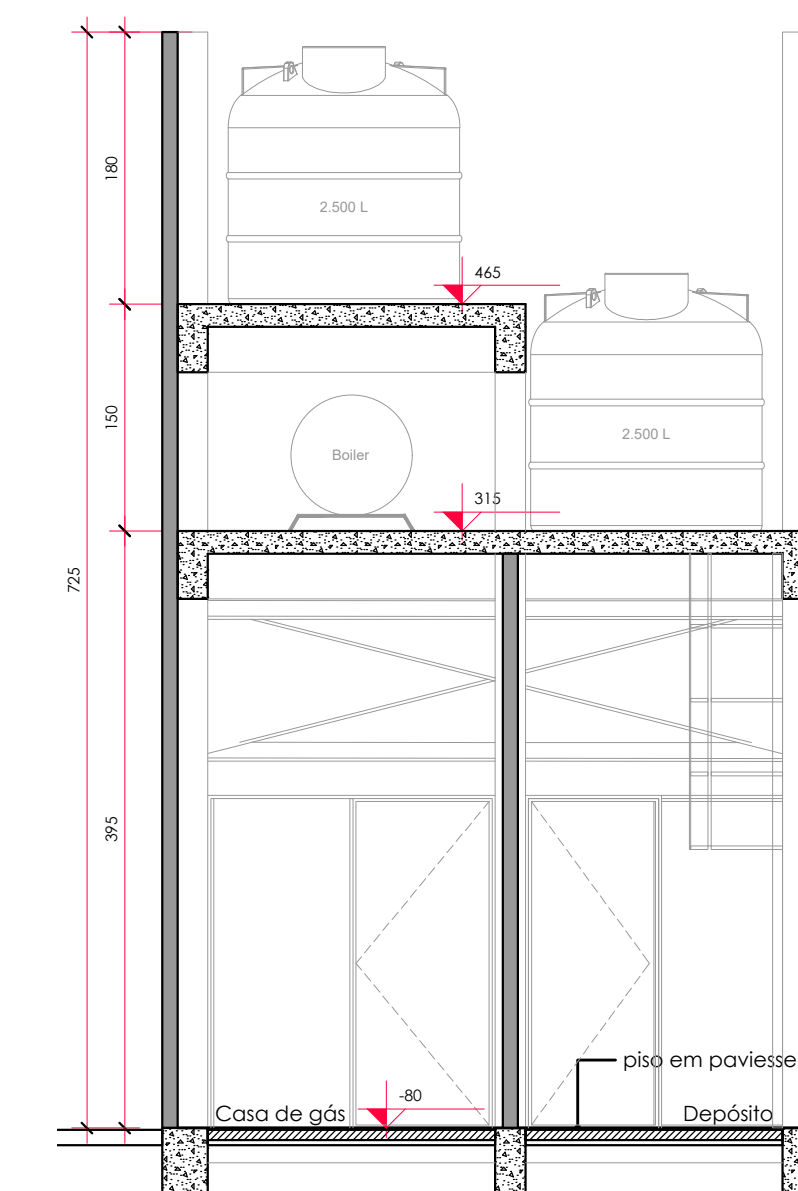 180
2.500 L
465
150
Boiler
2.500 L
315
725
395
piso em paviesse
-80
Casa de gás
Depósito